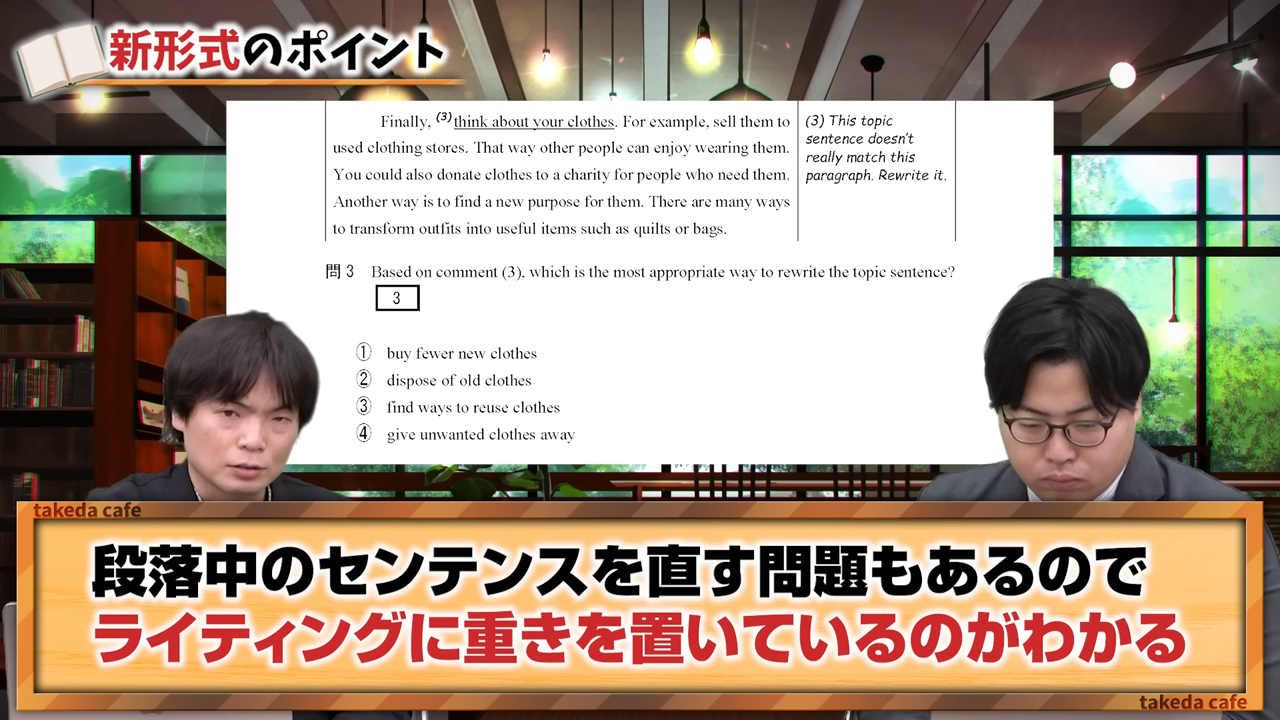 新形式のポイント
Finally, (3)think about your clothes. For example, sell them to
used clothing stores. That way other people can enjoy wearing them.
You could also donate clothes to a charity for people who need them.
Another way is to find a new purpose for them. There are many ways
to transform outfits into useful items such as quilts or bags.
(3) This topic
sentence doesn't
really match this
paragraph. Rewrite it.
問3 Based on comment (3), which is the most appropriate way to rewrite the topic sentence?
3
① buy fewer new clothes
② dispose of old clothes
③ find ways to reuse clothes
④ give unwanted clothes away
takeda cafe
段落中のセンテンスを直す問題もあるので
ライティングに重きを置いているのがわかる
takeda cafe